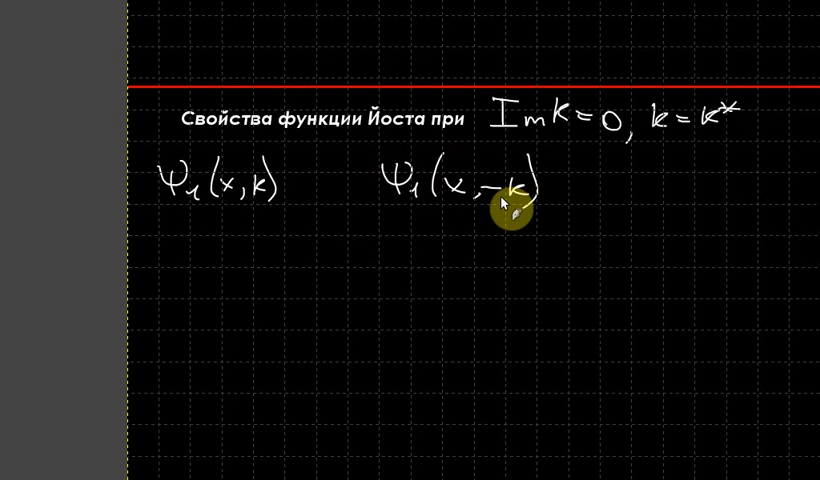 Свойства функции Йоста при Im k = 0, k = k*
Ψ₁(x, k) Ψ₁(x, -k)